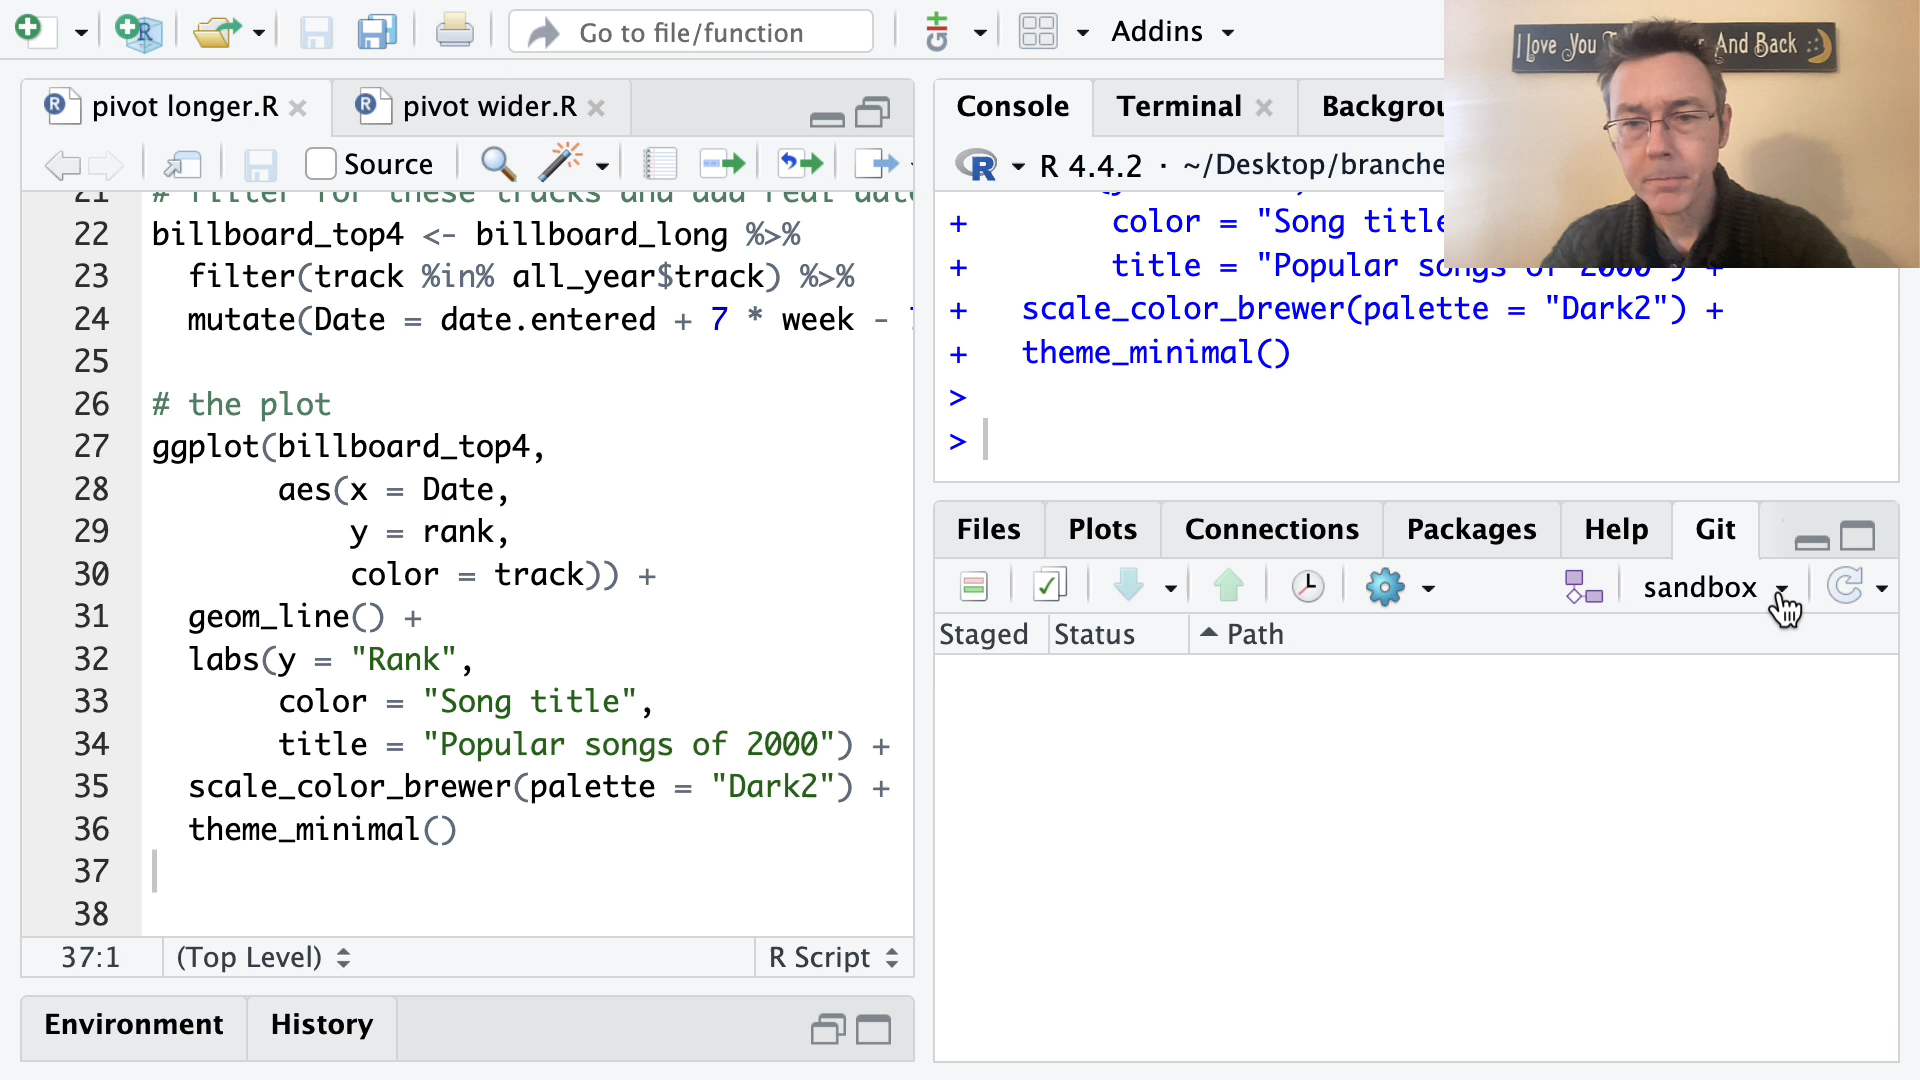 Go to file/function
Addins
I Love You And Back
pivot longer.R
pivot wider.R
Source
22 billboard_top4 <- billboard_long %>%
23 filter(track %in% all_year$track) %>%
24 mutate(Date = date.entered + 7 * week -
25
26 # the plot
27 ggplot(billboard_top4,
28 aes(x = Date,
29 y = rank,
30 color = track)) +
31 geom_line() +
32 labs(y = "Rank",
33 color = "Song title",
34 title = "Popular songs of 2000") +
35 scale_color_brewer(palette = "Dark2") +
36 theme_minimal()
37
38
37:1 (Top Level) R Script
Environment History
Console Terminal Backgrou
R 4.4.2 · ~/Desktop/branche
+ color = "Song title
+ title = "Popular songs of 2000") +
+ scale_color_brewer(palette = "Dark2") +
+ theme_minimal()
>
>
Files Plots Connections Packages Help Git
sandbox
Staged Status Path